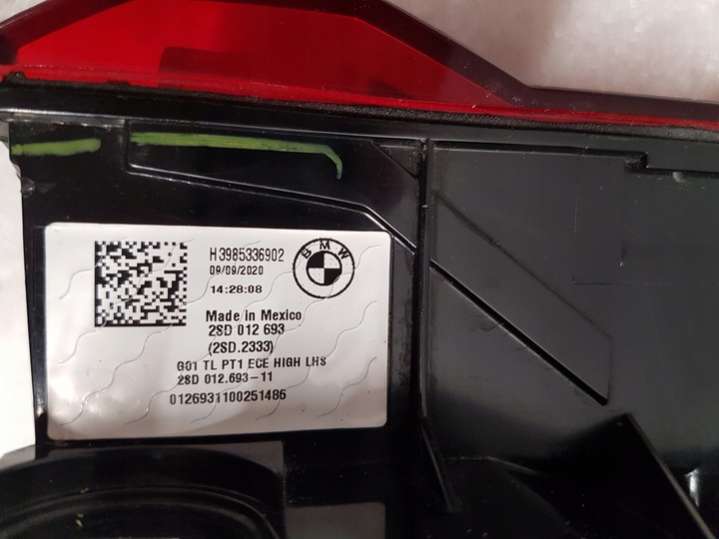 H3985336902
09/09/2020
14:28:08
BMW
Made in Mexico
2SD 012 693
(2SD.2333)
G01 TL PT1 ECE HIGH LHS
2SD 012.693-11
0126931100251486